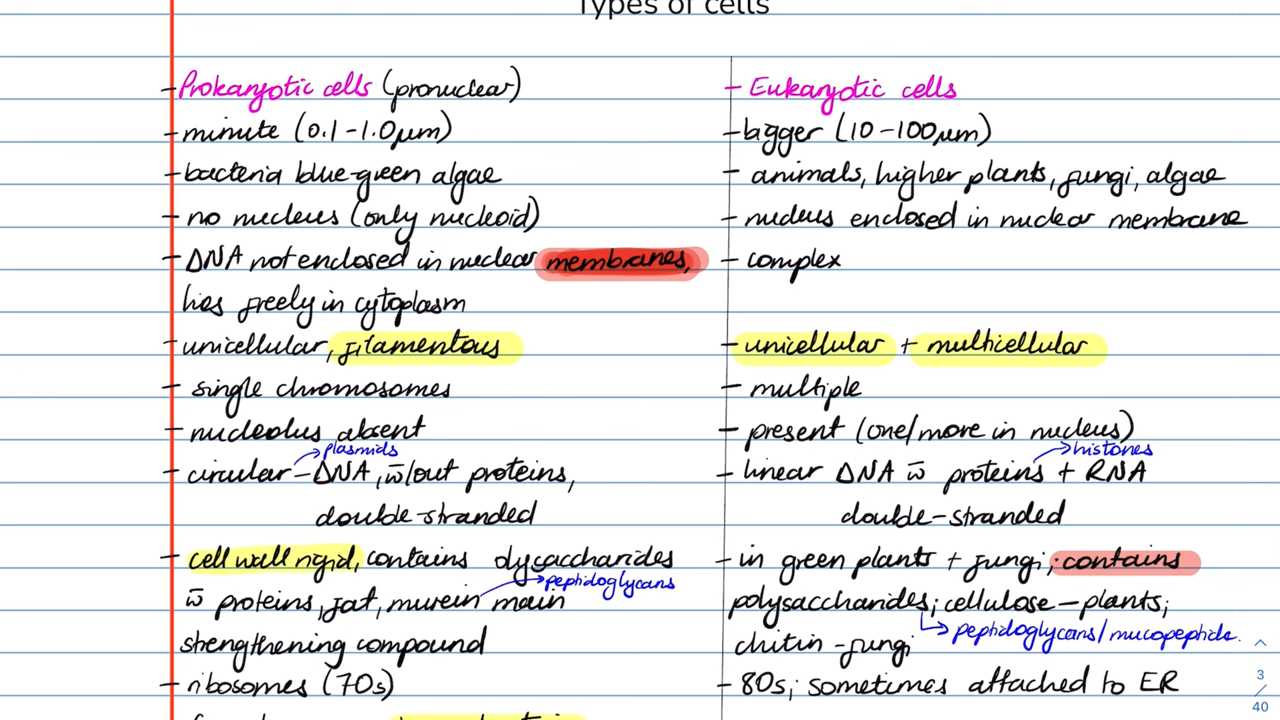 Types of cells
- Prokaryotic cells (pronuclear)
- minute (0.1-1.0μm)
- bacteria blue-green algae
- no nucleus (only nucleoid)
- DNA not enclosed in nuclear membranes,
lies freely in cytoplasm
- unicellular, filamentous
- single chromosomes
- nucleolus absent
plasmids
- circular - DNA, w̄/out proteins,
double-stranded
- cell wall rigid, contains dysaccharides
peptidoglycans
w̄ proteins, fat, murein main
strengthening compound
- ribosomes (70s)
- Eukaryotic cells
- bigger (10-100μm)
- animals, higher plants, fungi, algae
- nucleus enclosed in nuclear membrane
- complex
- unicellular + multicellular
- multiple
- present (one/more in nucleus)
histones
- linear DNA w̄ proteins + RNA
double-stranded
- in green plants + fungi; contains
polysaccharides; cellulose - plants;
peptidoglycans/mucopeptide.
chitin - fungi
- 80s; sometimes attached to ER
3
40